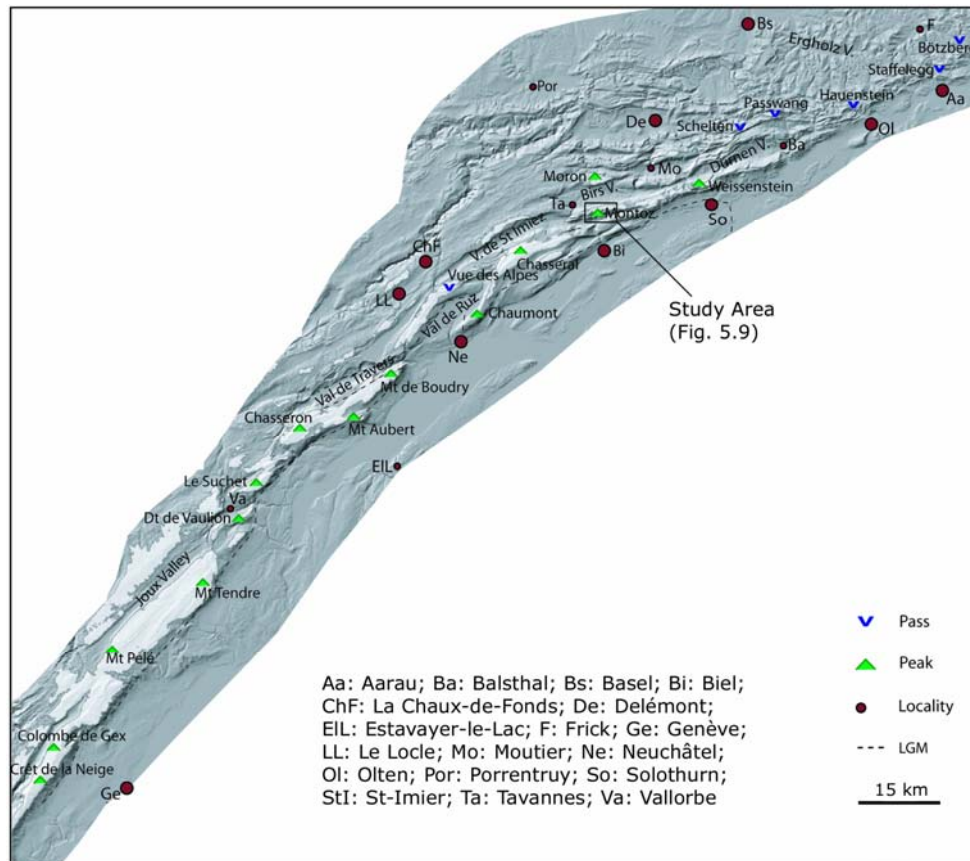 Bs
F
Ergholz V.
Bötzberg
Staffelegg
Por
Aa
Hauenstein
Passwang
De
Schelten
Ol
Ba
Mo
Dürnen V.
Moron
Birs V.
Weissenstein
Ta
Montoz
So
V. de St Imiez
ChF
Chasseral
Bi
Vue des Alpes
LL
Val de Ruz
Chaumont
Study Area
(Fig. 5.9)
Ne
Val de Travers
Mt de Boudry
Chasseron
Mt Aubert
EIL
Le Suchet
Va
Dt de Vaulion
Joux Valley
Mt Tendre
Mt Pelé
Colombe de Gex
Crêt de la Neige
Ge
Pass
Peak
Locality
LGM
15 km
Aa: Aarau; Ba: Balsthal; Bs: Basel; Bi: Biel;
ChF: La Chaux-de-Fonds; De: Delémont;
EIL: Estavayer-le-Lac; F: Frick; Ge: Genève;
LL: Le Locle; Mo: Moutier; Ne: Neuchâtel;
Ol: Olten; Por: Porrentruy; So: Solothurn;
StI: St-Imier; Ta: Tavannes; Va: Vallorbe